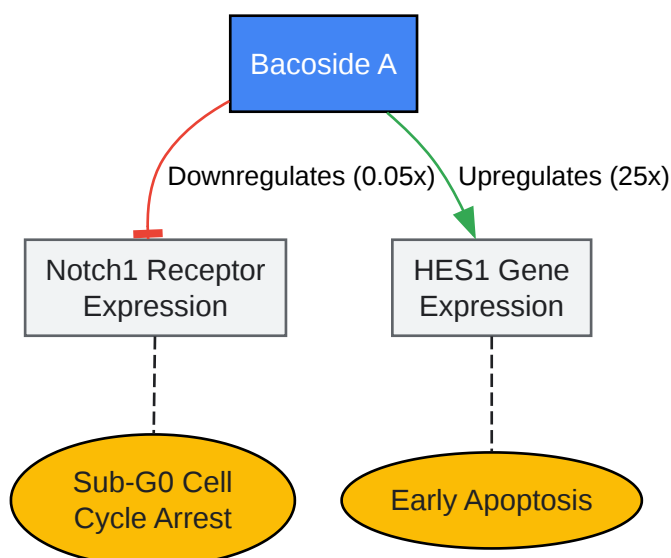 Bacoside A
Downregulates (0.05x)
Upregulates (25x)
Notch1 Receptor
Expression
HES1 Gene
Expression
Sub-G0 Cell
Cycle Arrest
Early Apoptosis